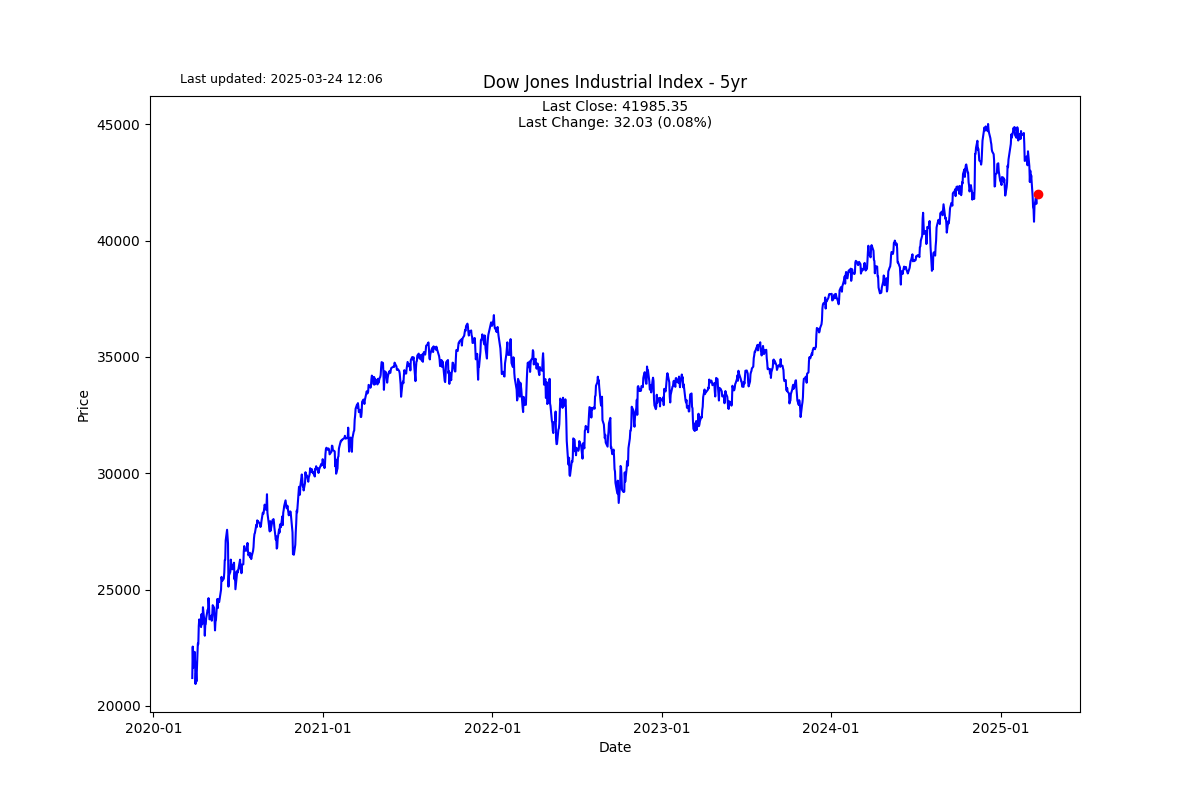 Last updated: 2025-03-24 12:06
Dow Jones Industrial Index - 5yr
Last Close: 41985.35
Last Change: 32.03 (0.08%)
45000
40000
35000
30000
25000
20000
Price
2020-01
2021-01
2022-01
2023-01
2024-01
2025-01
Date